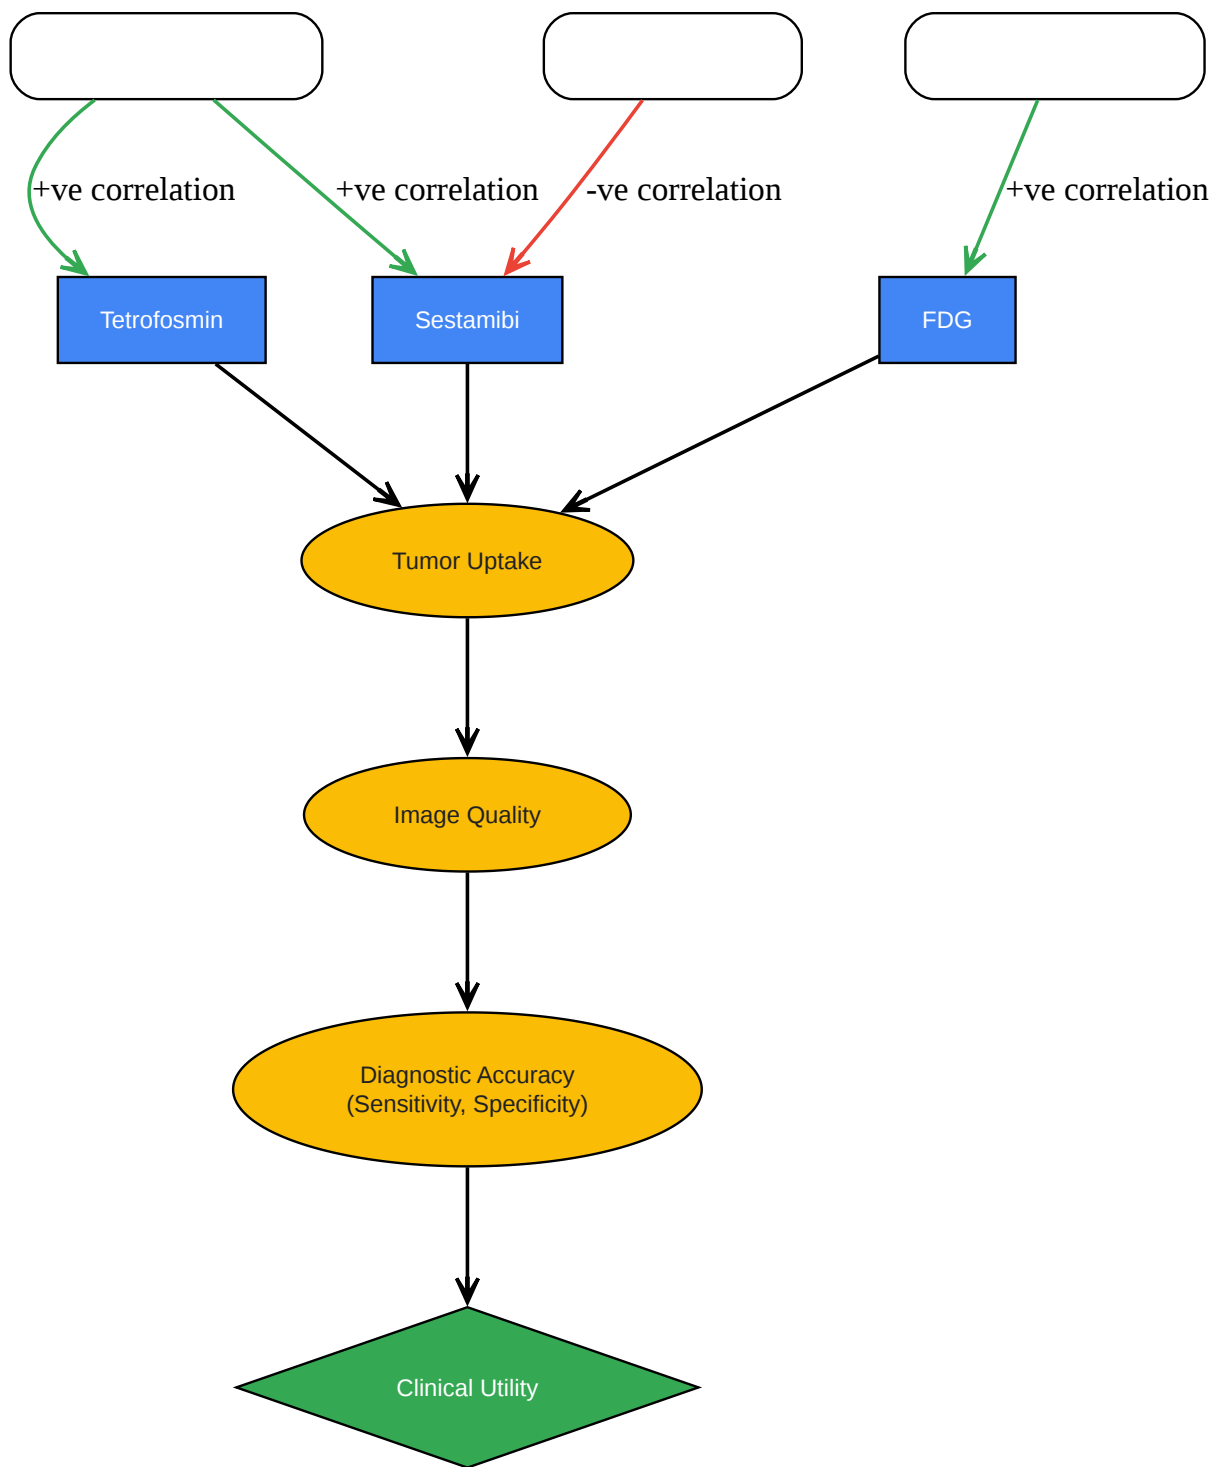 +ve correlation
+ve correlation
-ve correlation
+ve correlation
Tetrofosmin
Sestamibi
FDG
Tumor Uptake
Image Quality
Diagnostic Accuracy
(Sensitivity, Specificity)
Clinical Utility